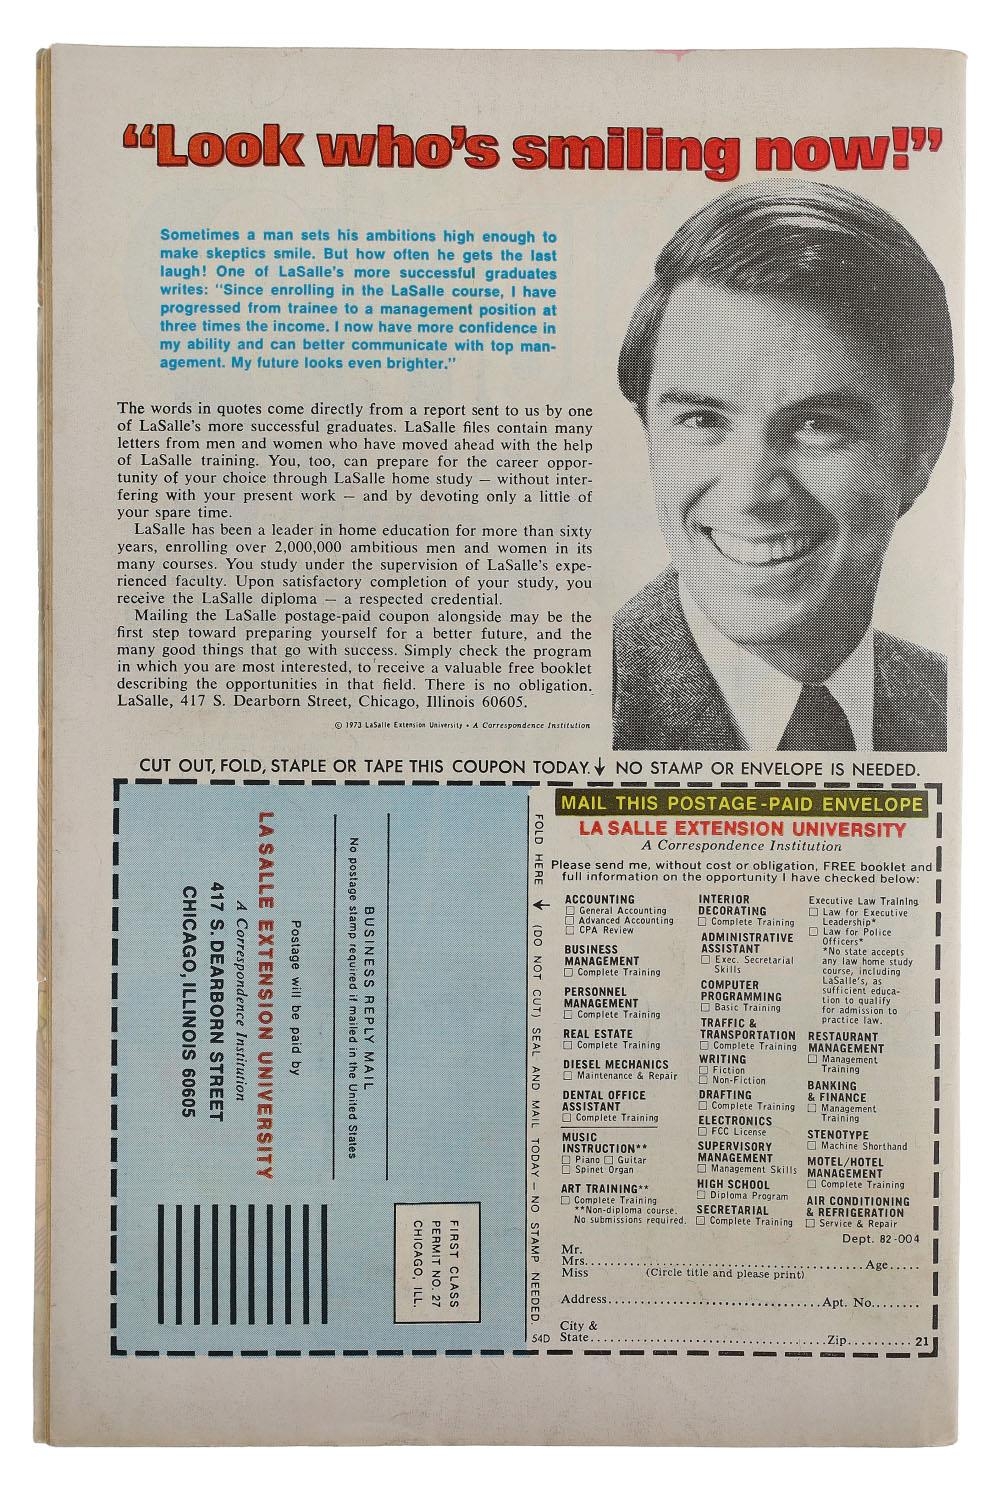 “Look who’s smiling now!”
Sometimes a man sets his ambitions high enough to
make skeptics smile. But how often he gets the last
laugh! One of LaSalle's more successful graduates
writes: "Since enrolling in the LaSalle course, I have
progressed from trainee to a management position at
three times the income. I now have more confidence in
my ability and can better communicate with top man-
agement. My future looks even brighter."
The words in quotes come directly from a report sent to us by one
of LaSalle's more successful graduates. LaSalle files contain many
letters from men and women who have moved ahead with the help
of LaSalle training. You, too, can prepare for the career oppor-
tunity of your choice through LaSalle home study — without inter-
fering with your present work — and by devoting only a little of
your spare time.
LaSalle has been a leader in home education for more than sixty
years, enrolling over 2,000,000 ambitious men and women in its
many courses. You study under the supervision of LaSalle's expe-
rienced faculty. Upon satisfactory completion of your study, you
receive the LaSalle diploma — a respected credential.
Mailing the LaSalle postage-paid coupon alongside may be the
first step toward preparing yourself for a better future, and the
many good things that go with success. Simply check the program
in which you are most interested, to receive a valuable free booklet
describing the opportunities in that field. There is no obligation.
LaSalle, 417 S. Dearborn Street, Chicago, Illinois 60605.
© 1973 LaSalle Extension University • A Correspondence Institution
CUT OUT, FOLD, STAPLE OR TAPE THIS COUPON TODAY. ↓ NO STAMP OR ENVELOPE IS NEEDED.
FIRST CLASS
PERMIT NO. 27
CHICAGO, ILL.
BUSINESS REPLY MAIL
No postage stamp required if mailed in the United States
Postage will be paid by
LA SALLE EXTENSION UNIVERSITY
A Correspondence Institution
417 S. DEARBORN STREET
CHICAGO, ILLINOIS 60605
FOLD HERE ↓ (DO NOT CUT) SEAL AND MAIL TODAY — NO STAMP NEEDED.
54D
MAIL THIS POSTAGE-PAID ENVELOPE
LA SALLE EXTENSION UNIVERSITY
A Correspondence Institution
Please send me, without cost or obligation, FREE booklet and
full information on the opportunity I have checked below:
ACCOUNTING
☐ General Accounting
☐ Advanced Accounting
☐ CPA Review
BUSINESS
MANAGEMENT
☐ Complete Training
PERSONNEL
MANAGEMENT
☐ Complete Training
REAL ESTATE
☐ Complete Training
DIESEL MECHANICS
☐ Maintenance & Repair
DENTAL OFFICE
ASSISTANT
☐ Complete Training
MUSIC
INSTRUCTION**
☐ Piano ☐ Guitar
☐ Spinet Organ
ART TRAINING**
☐ Complete Training
**Non-diploma course.
No submissions required.
INTERIOR
DECORATING
☐ Complete Training
ADMINISTRATIVE
ASSISTANT
☐ Exec. Secretarial
Skills
COMPUTER
PROGRAMMING
☐ Basic Training
TRAFFIC &
TRANSPORTATION
☐ Complete Training
WRITING
☐ Fiction
☐ Non-Fiction
DRAFTING
☐ Complete Training
ELECTRONICS
☐ FCC License
SUPERVISORY
MANAGEMENT
☐ Management Skills
HIGH SCHOOL
☐ Diploma Program
SECRETARIAL
☐ Complete Training
Executive Law Training
☐ Law for Executive
Leadership*
☐ Law for Police
Officers*
*No state accepts
any law home study
course, including
LaSalle's, as
sufficient educa-
tion to qualify
for admission to
practice law.
RESTAURANT
MANAGEMENT
☐ Management
Training
BANKING
& FINANCE
☐ Management
Training
STENOTYPE
☐ Machine Shorthand
MOTEL/HOTEL
MANAGEMENT
☐ Complete Training
AIR CONDITIONING
& REFRIGERATION
☐ Service & Repair
Dept. 82-004
Mr.
Mrs. Age
Miss (Circle title and please print)
Address Apt. No.
City &
State Zip 21